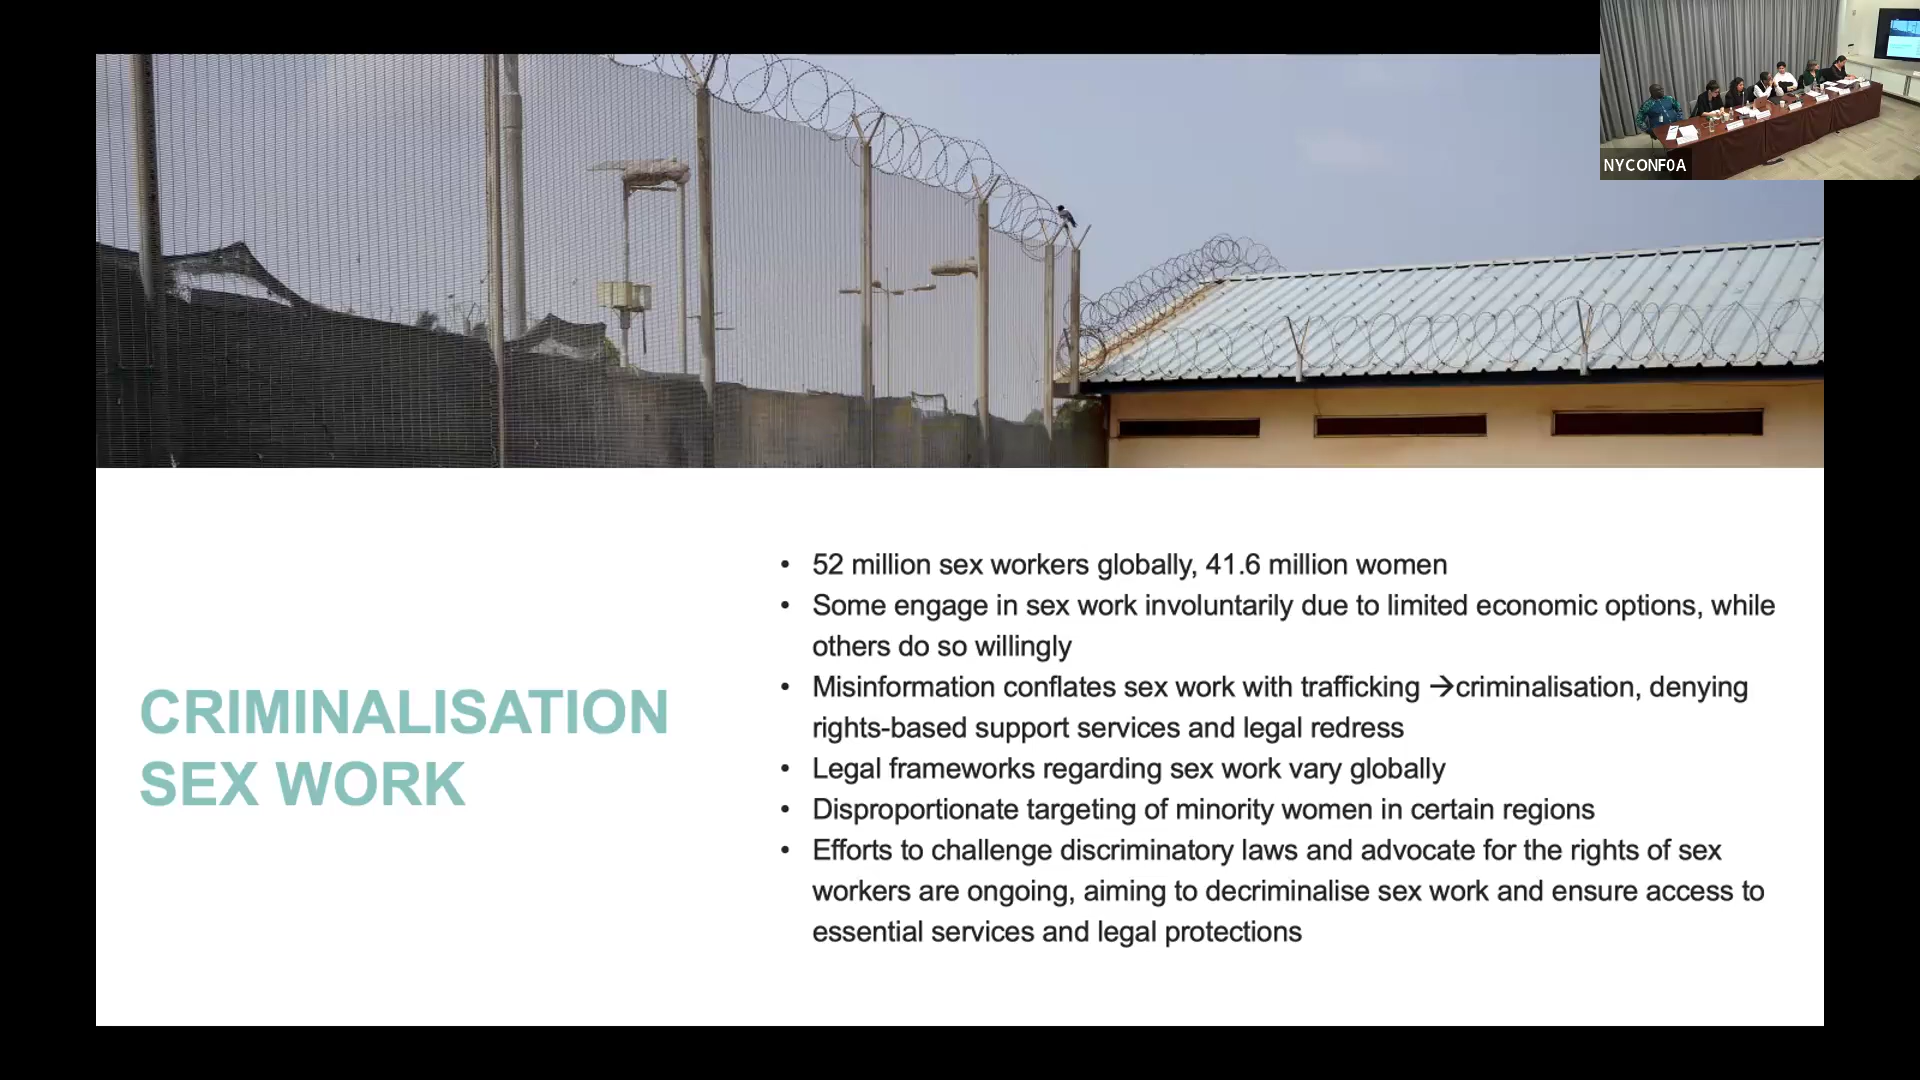 NYCONF0A
CRIMINALISATION
SEX WORK
• 52 million sex workers globally, 41.6 million women
• Some engage in sex work involuntarily due to limited economic options, while
others do so willingly
• Misinformation conflates sex work with trafficking →criminalisation, denying
rights-based support services and legal redress
• Legal frameworks regarding sex work vary globally
• Disproportionate targeting of minority women in certain regions
• Efforts to challenge discriminatory laws and advocate for the rights of sex
workers are ongoing, aiming to decriminalise sex work and ensure access to
essential services and legal protections